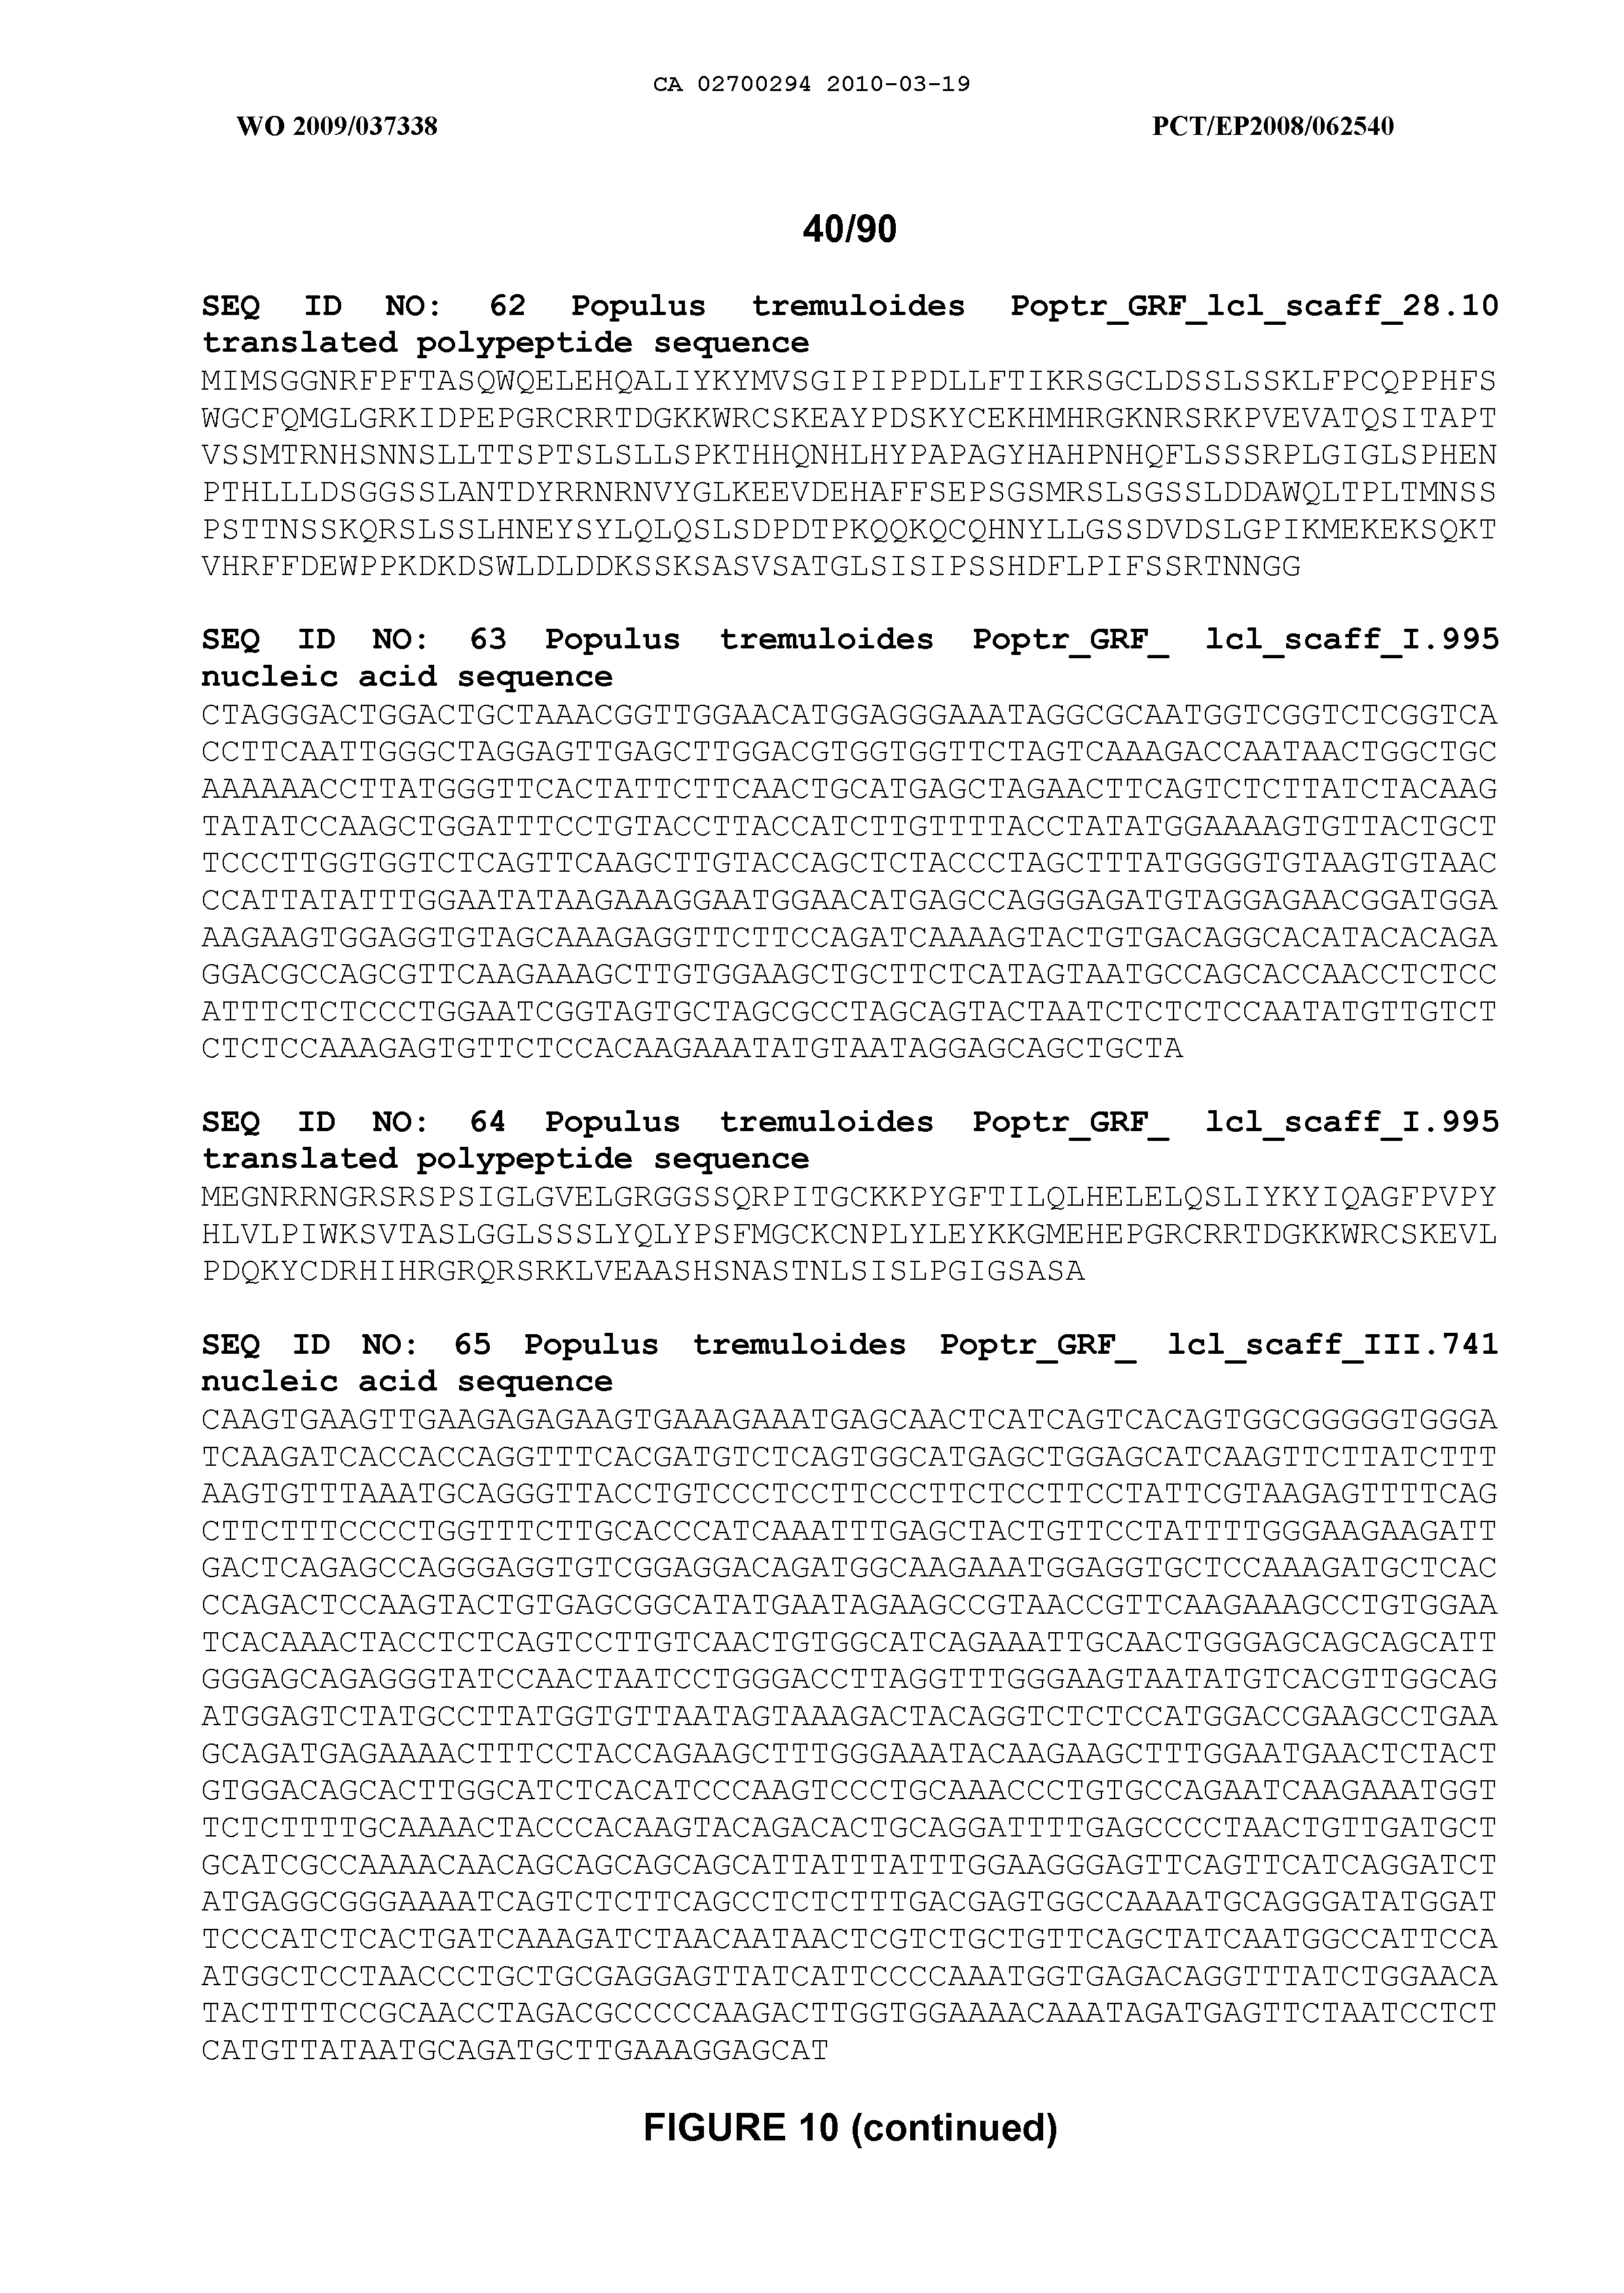 CA 02700294 2010-03-19
WO 2009/037338 PCT/EP2008/062540
40/90
SEQ ID NO: 62 Populus tremuloides Poptr_GRF_lcl_scaff_28.10
translated polypeptide sequence
MIMSGGNRFPFTASQWQELEHQALIYKYMVSGIPIPPDLLFTIKRSGCLDSSLSSKLFPCQPPHFS
WGCFQMGLGRKIDPEPGRCRRTDGKKWRCSKEAYPDSKYCEKHMHRGKNRSRKPVEVATQSITAPT
VSSMTRNHSNNSLLTTSPTSLSLLSPKTHHQNHLHYPAPAGYHAHPNHQFLSSSRPLGIGLSPHEN
PTHLLLDSGGSSLANTDYRRNRNVYGLKEEVDEHAFFSEPSGSMRSLSGSSLDDAWQLTPLTMNSS
PSTTNSSKQRSLSSLHNEYSYLQLQSLSDPDTPKQQKQCQHNYLLGSSDVDSLGPIKMEKEKSQKT
VHRFFDEWPPKDKDSWLDLDDKSSKSASVSATGLSISIPSSHDFLPIFSSRTNNGG
SEQ ID NO: 63 Populus tremuloides Poptr_GRF_ lcl_scaff_I.995
nucleic acid sequence
CTAGGGACTGGACTGCTAAACGGTTGGAACATGGAGGGAAATAGGCGCAATGGTCGGTCTCGGTCA
CCTTCAATTGGGCTAGGAGTTGAGCTTGGACGTGGTGGTTCTAGTCAAAGACCAATAACTGGCTGC
AAAAAACCTTATGGGTTCACTATTCTTCAACTGCATGAGCTAGAACTTCAGTCTCTTATCTACAAG
TATATCCAAGCTGGATTTCCTGTACCTTACCATCTTGTTTTACCTATATGGAAAAGTGTTACTGCT
TCCCTTGGTGGTCTCAGTTCAAGCTTGTACCAGCTCTACCCTAGCTTTATGGGGTGTAAGTGTAAC
CCATTATATTTGGAATATAAGAAAGGAATGGAACATGAGCCAGGGAGATGTAGGAGAACGGATGGA
AAGAAGTGGAGGTGTAGCAAAGAGGTTCTTCCAGATCAAAAGTACTGTGACAGGCACATACACAGA
GGACGCCAGCGTTCAAGAAAGCTTGTGGAAGCTGCTTCTCATAGTAATGCCAGCACCAACCTCTCC
ATTTCTCTCCCTGGAATCGGTAGTGCTAGCGCCTAGCAGTACTAATCTCTCTCCAATATGTTGTCT
CTCTCCAAAGAGTGTTCTCCACAAGAAATATGTAATAGGAGCAGCTGCTA
SEQ ID NO: 64 Populus tremuloides Poptr_GRF_ lcl_scaff_I.995
translated polypeptide sequence
MEGNRRNGRSRSPSIGLGVELGRGGSSQRPITGCKKPYGFTILQLHELELQSLIYKYIQAGFPVPY
HLVLPIWKSVTASLGGLSSSLYQLYPSFMGCKCNPLYLEYKKGMEHEPGRCRRTDGKKWRCSKEVL
PDQKYCDRHIHRGRQRSRKLVEAASHSNASTNLSISLPGIGSASA
SEQ ID NO: 65 Populus tremuloides Poptr_GRF_ lcl_scaff_III.741
nucleic acid sequence
CAAGTGAAGTTGAAGAGAGAAGTGAAAGAAATGAGCAACTCATCAGTCACAGTGGCGGGGGTGGGA
TCAAGATCACCACCAGGTTTCACGATGTCTCAGTGGCATGAGCTGGAGCATCAAGTTCTTATCTTT
AAGTGTTTAAATGCAGGGTTACCTGTCCCTCCTTCCCTTCTCCTTCCTATTCGTAAGAGTTTTCAG
CTTCTTTCCCCTGGTTTCTTGCACCCATCAAATTTGAGCTACTGTTCCTATTTTGGGAAGAAGATT
GACTCAGAGCCAGGGAGGTGTCGGAGGACAGATGGCAAGAAATGGAGGTGCTCCAAAGATGCTCAC
CCAGACTCCAAGTACTGTGAGCGGCATATGAATAGAAGCCGTAACCGTTCAAGAAAGCCTGTGGAA
TCACAAACTACCTCTCAGTCCTTGTCAACTGTGGCATCAGAAATTGCAACTGGGAGCAGCAGCATT
GGGAGCAGAGGGTATCCAACTAATCCTGGGACCTTAGGTTTGGGAAGTAATATGTCACGTTGGCAG
ATGGAGTCTATGCCTTATGGTGTTAATAGTAAAGACTACAGGTCTCTCCATGGACCGAAGCCTGAA
GCAGATGAGAAAACTTTCCTACCAGAAGCTTTGGGAAATACAAGAAGCTTTGGAATGAACTCTACT
GTGGACAGCACTTGGCATCTCACATCCCAAGTCCCTGCAAACCCTGTGCCAGAATCAAGAAATGGT
TCTCTTTTGCAAAACTACCCACAAGTACAGACACTGCAGGATTTTGAGCCCCTAACTGTTGATGCT
GCATCGCCAAAACAACAGCAGCAGCATTATTTATTTGGAAGGGAGTTCAGTTCATCAGGATCT
ATGAGGCGGGAAAATCAGTCTCTTCAGCCTCTCTTTGACGAGTGGCCAAAATGCAGGGATATGGAT
TCCCATCTCACTGATCAAAGATCTAACAATAACTCGTCTGCTGTTCAGCTATCAATGGCCATTCCA
ATGGCTCCTAACCCTGCTGCGAGGAGTTATCATTCCCCAAATGGTGAGACAGGTTTATCTGGAACA
TACTTTTCCGCAACCTAGACGCCCCCAAGACTTGGTGGAAAACAAATAGATGAGTTCTAATCCTCT
CATGTTATAATGCAGATGCTTGAAAGGAGCAT
FIGURE 10 (continued)